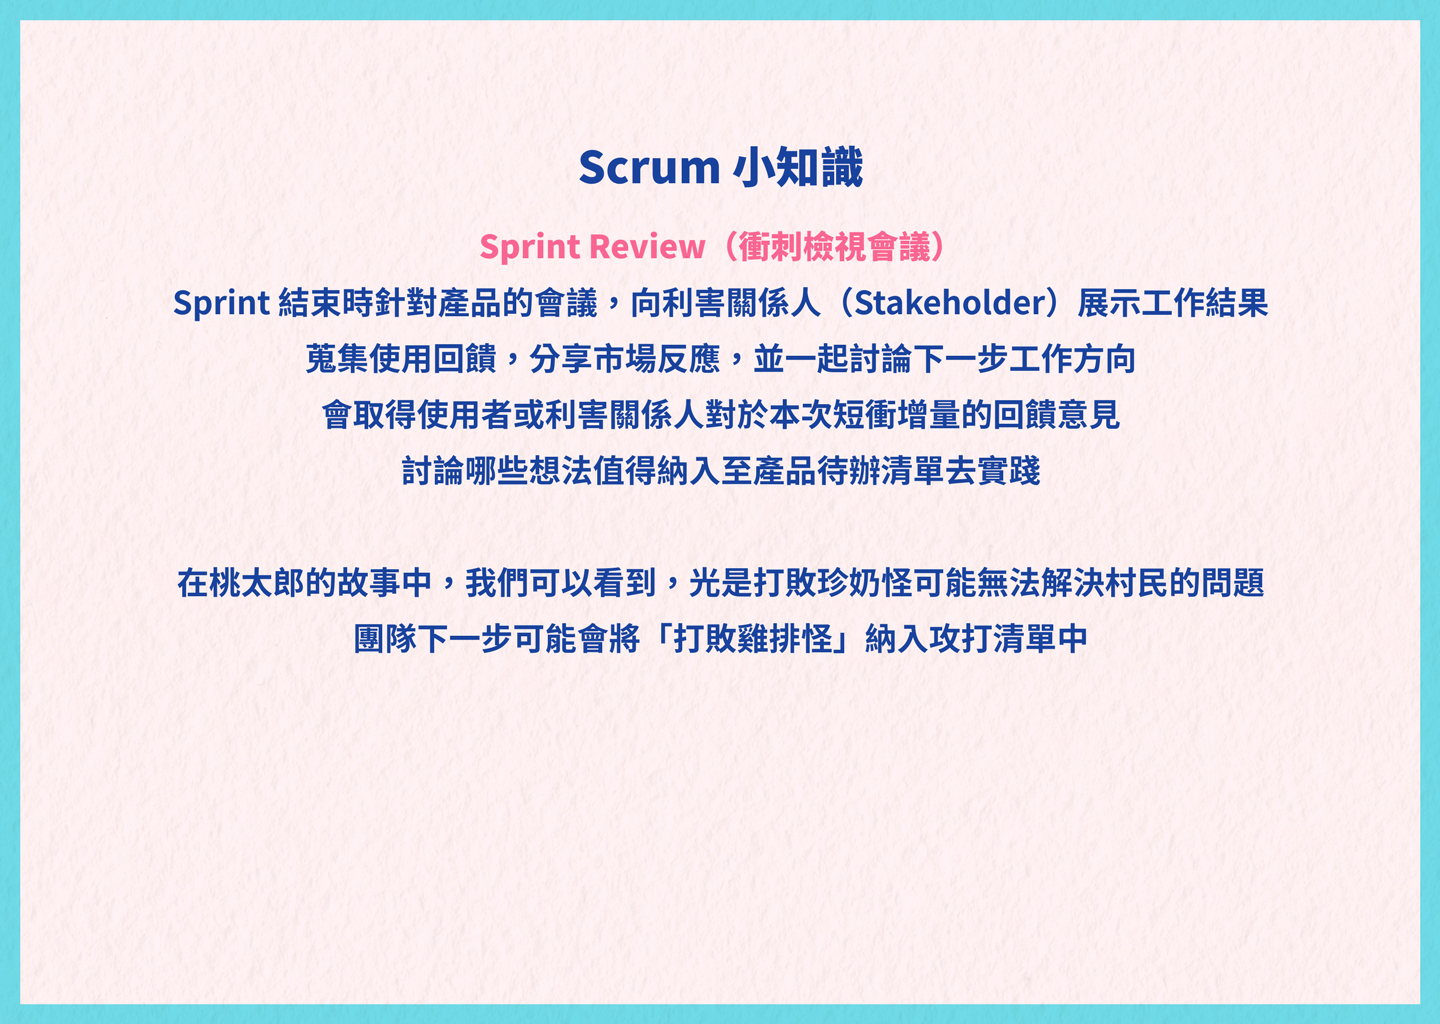 Scrum 小知識
Sprint Review（衝刺檢視會議）
Sprint 結束時針對產品的會議，向利害關係人（Stakeholder）展示工作結果
蒐集使用回饋，分享市場反應，並一起討論下一步工作方向
會取得使用者或利害關係人對於本次短衝增量的回饋意見
討論哪些想法值得納入至產品待辦清單去實踐
在桃太郎的故事中，我們可以看到，光是打敗珍奶怪可能無法解決村民的問題
團隊下一步可能會將「打敗雞排怪」納入攻打清單中